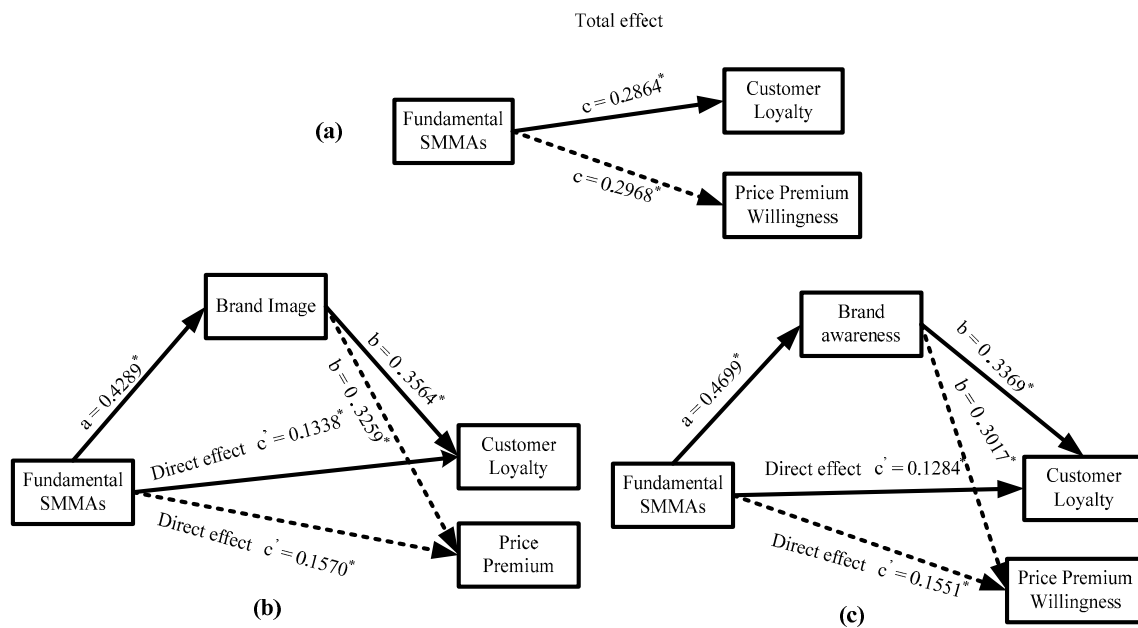 Total effect
(a)
Fundamental
SMMAs
c = 0.2864*
Customer
Loyalty
c = 0.2968*
Price Premium
Willingness
Brand Image
a = 0.4289*
b = 0.3564*
b = 0.3259*
Fundamental
SMMAs
Direct effect c' = 0.1338*
Customer
Loyalty
Direct effect c' = 0.1570*
Price
Premium
(b)
Brand
awareness
a = 0.4699*
b = 0.3369*
b = 0.3017*
Fundamental
SMMAs
Direct effect c' = 0.1284*
Customer
Loyalty
Direct effect c' = 0.1551*
Price Premium
Willingness
(c)